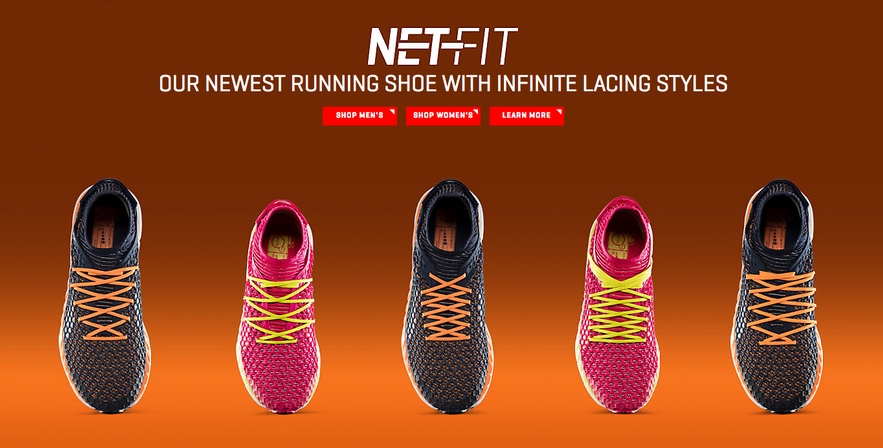 NETFIT
OUR NEWEST RUNNING SHOE WITH INFINITE LACING STYLES
SHOP MEN'S
SHOP WOMEN'S
LEARN MORE